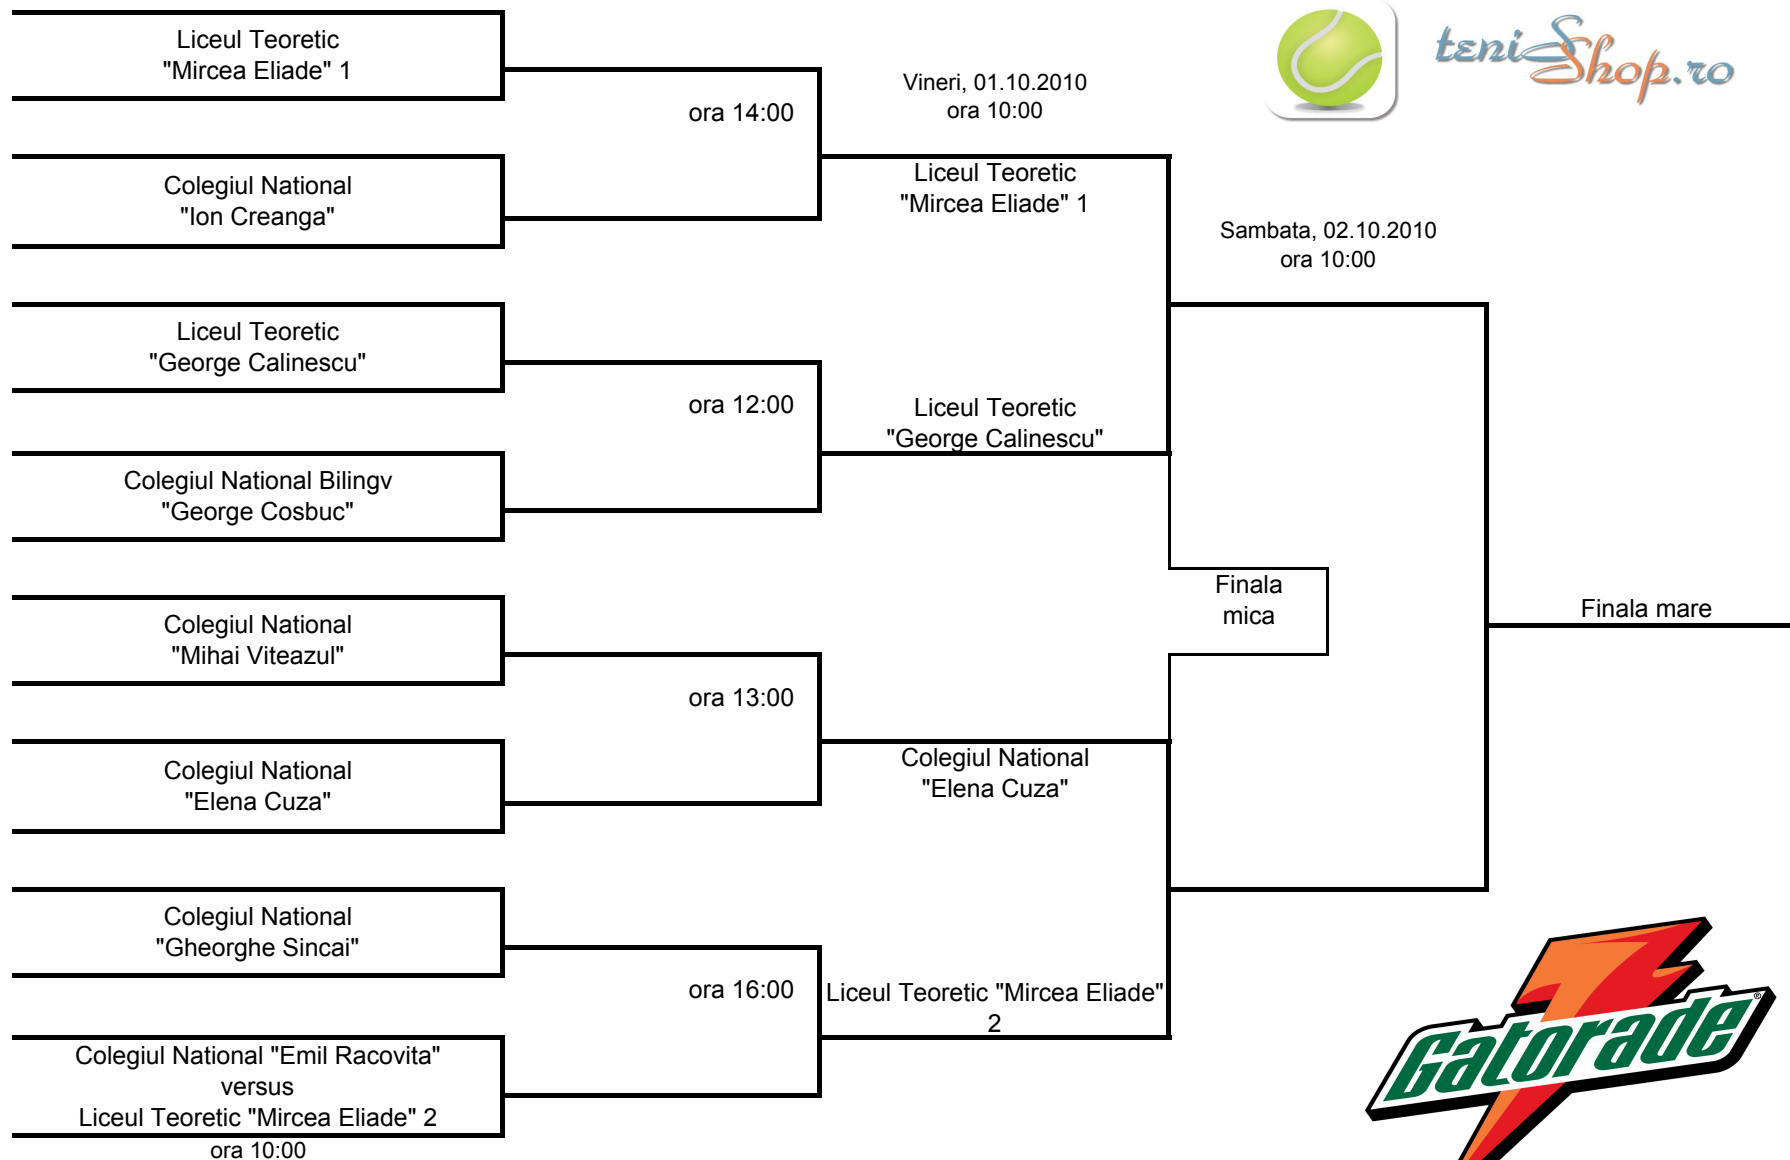 Liceul Teoretic
"Mircea Eliade" 1
ora 14:00
Colegiul National
"Ion Creanga"
Liceul Teoretic
"George Calinescu"
ora 12:00
Colegiul National Bilingv
"George Cosbuc"
Colegiul National
"Mihai Viteazul"
ora 13:00
Colegiul National
"Elena Cuza"
Colegiul National
"Gheorghe Sincai"
ora 16:00
Colegiul National "Emil Racovita"
versus
Liceul Teoretic "Mircea Eliade" 2
ora 10:00
Vineri, 01.10.2010
ora 10:00
Liceul Teoretic
"Mircea Eliade" 1
Liceul Teoretic
"George Calinescu"
Colegiul National
"Elena Cuza"
Liceul Teoretic "Mircea Eliade"
2
teniShop.ro
Sambata, 02.10.2010
ora 10:00
Finala
mica
Finala mare
Gatorade®